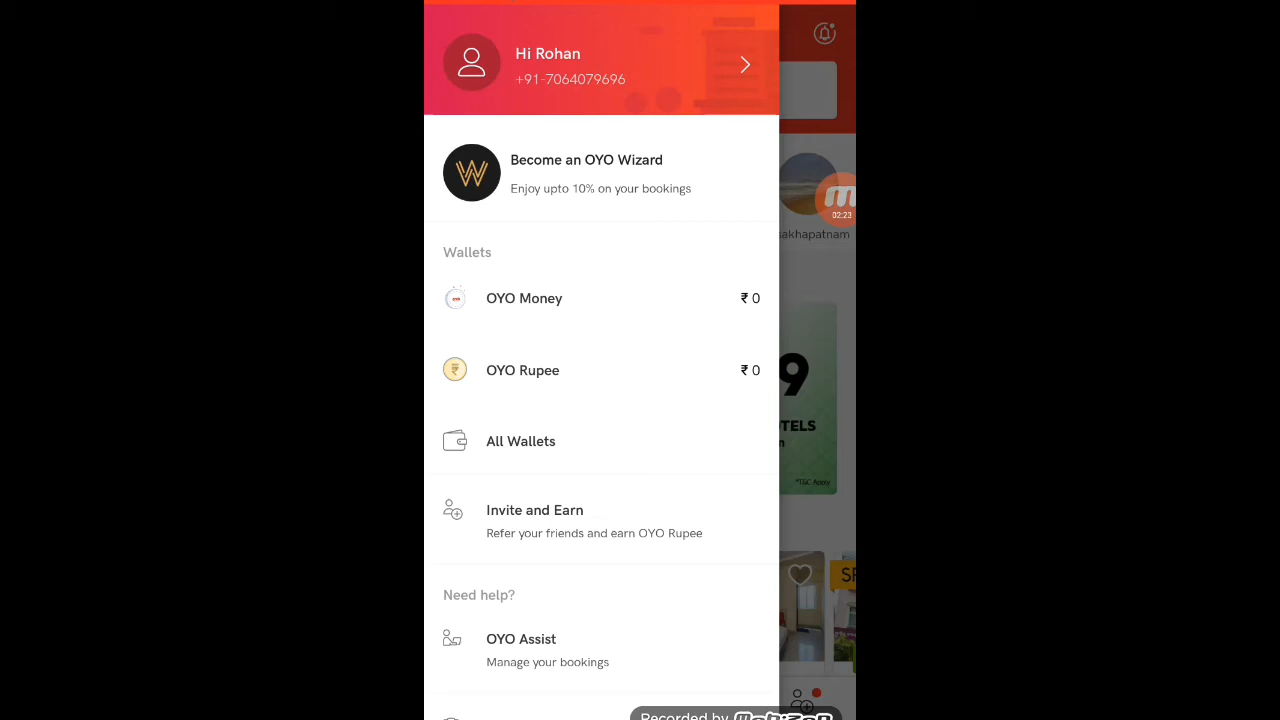 Hi Rohan
+91-7064079696
Become an OYO Wizard
Enjoy upto 10% on your bookings
02:23
sakhapatnam
Wallets
OYO Money ₹ 0
OYO Rupee ₹ 0
9
TELS
n
All Wallets
*T&C Apply
Invite and Earn
Refer your friends and earn OYO Rupee
Need help?
OYO Assist
Manage your bookings
Recorded by